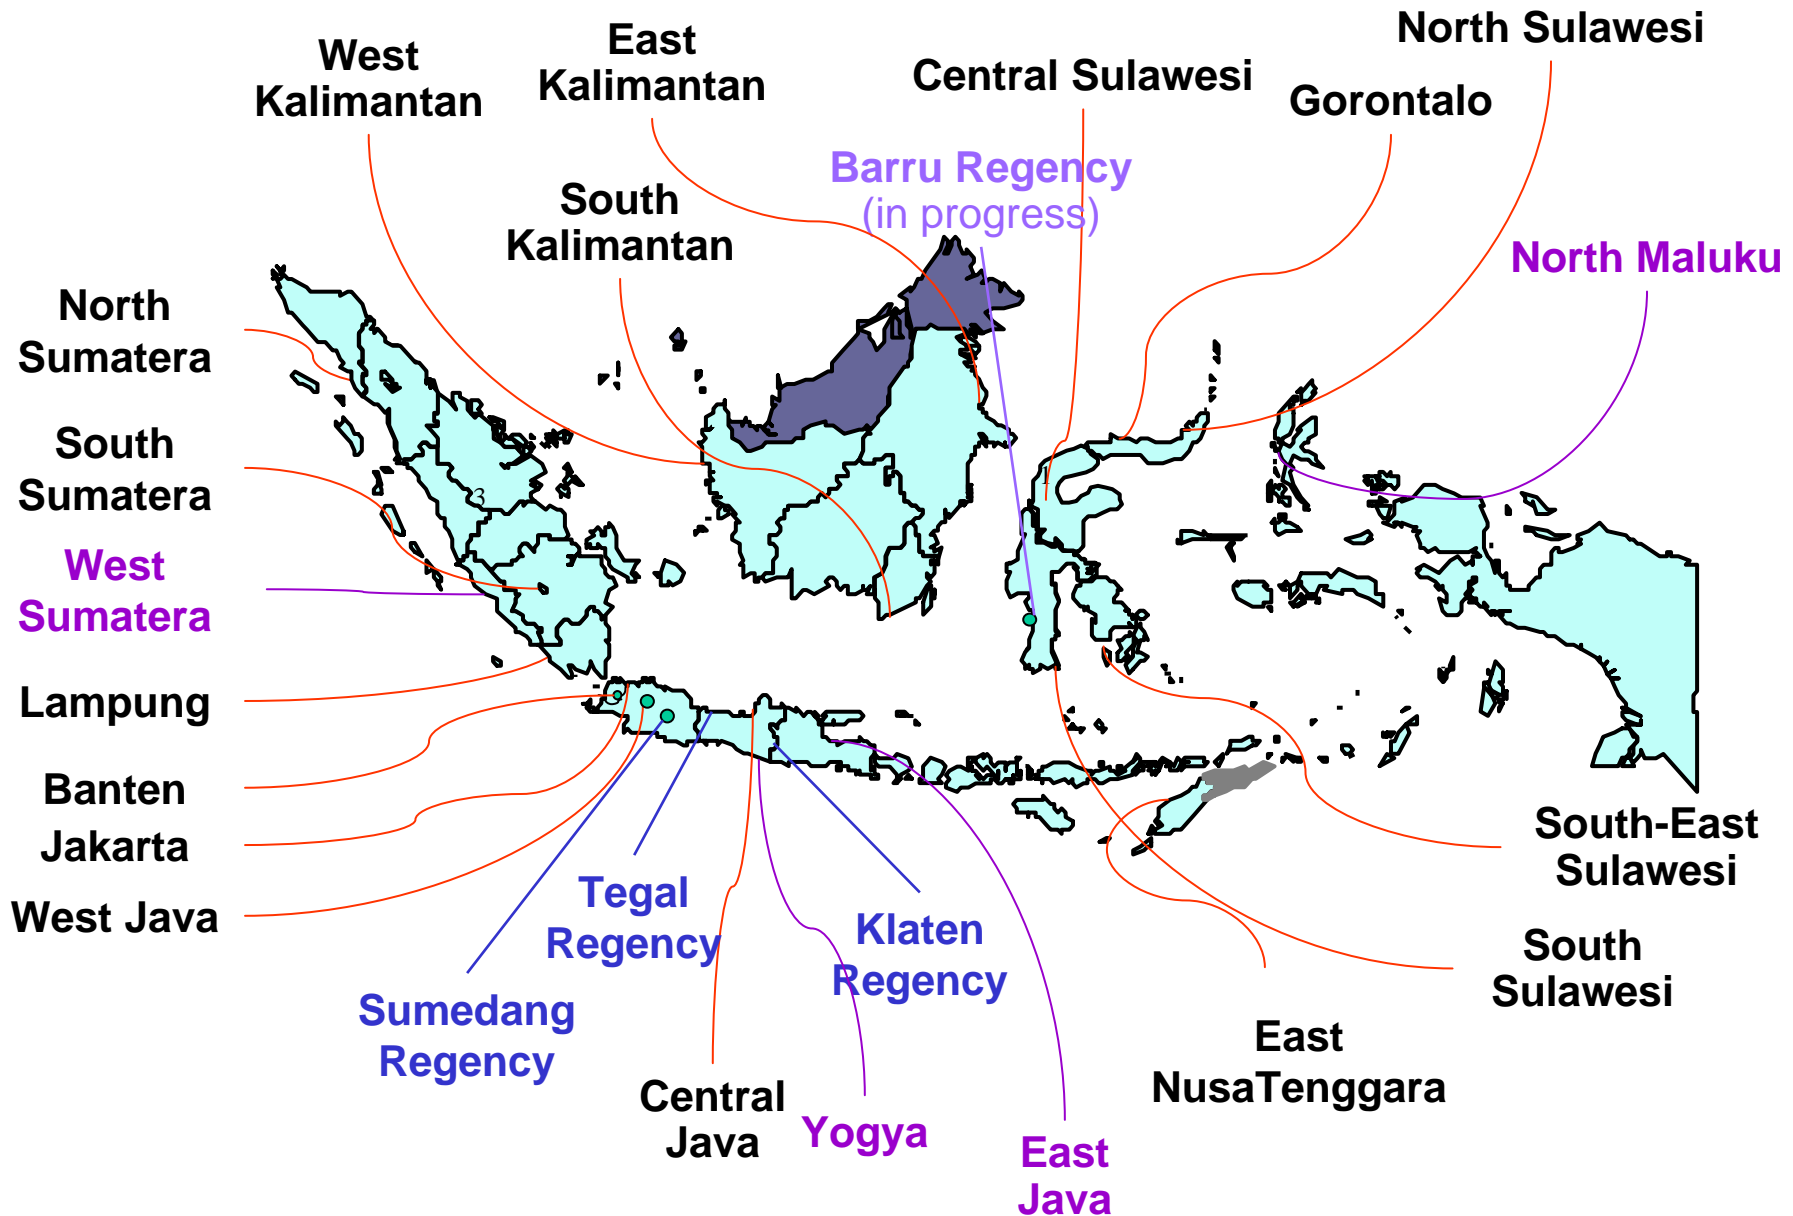 North Sulawesi
East
Kalimantan
West
Kalimantan
Central Sulawesi
Gorontalo
Barru Regency
(in progress)
South
Kalimantan
North Maluku
North
Sumatera
South
Sumatera
3
1
West
Sumatera
Lampung
Banten
Jakarta
West Java
Tegal
Regency
Klaten
Regency
Sumedang
Regency
Central
Java
Yogya
East
Java
South-East
Sulawesi
South
Sulawesi
East
NusaTenggara